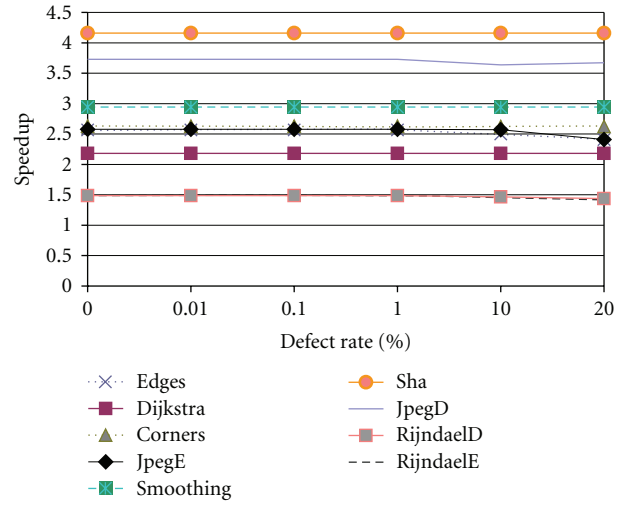 4.5
4
3.5
3
2.5
2
1.5
1
0.5
0
Speedup
0 0.01 0.1 1 10 20
Defect rate (%)
Edges
Dijkstra
Corners
JpegE
Smoothing
Sha
JpegD
RijndaelD
RijndaelE